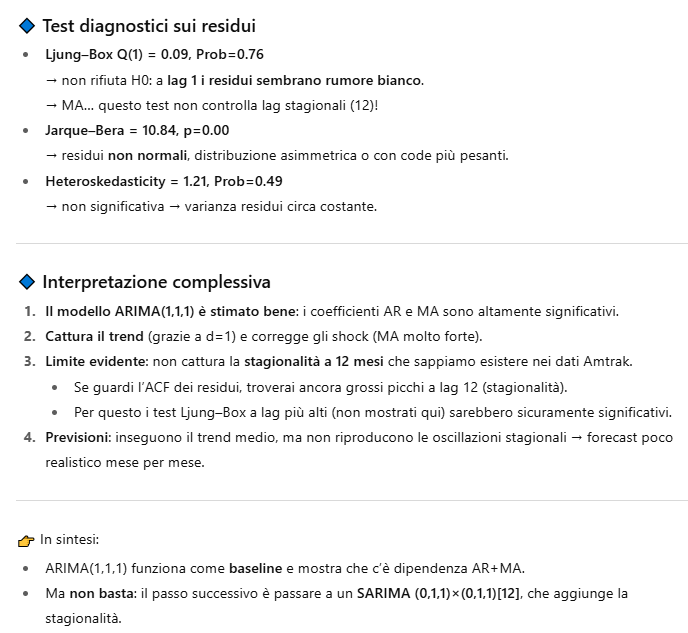 🔷 Test diagnostici sui residui
• Ljung–Box Q(1) = 0.09, Prob=0.76
→ non rifiuta H0: a lag 1 i residui sembrano rumore bianco.
→ MA… questo test non controlla lag stagionali (12)!
• Jarque–Bera = 10.84, p=0.00
→ residui non normali, distribuzione asimmetrica o con code più pesanti.
• Heteroskedasticity = 1.21, Prob=0.49
→ non significativa → varianza residui circa costante.
🔷 Interpretazione complessiva
1. Il modello ARIMA(1,1,1) è stimato bene: i coefficienti AR e MA sono altamente significativi.
2. Cattura il trend (grazie a d=1) e corregge gli shock (MA molto forte).
3. Limite evidente: non cattura la stagionalità a 12 mesi che sappiamo esistere nei dati Amtrak.
• Se guardi l'ACF dei residui, troverai ancora grossi picchi a lag 12 (stagionalità).
• Per questo i test Ljung–Box a lag più alti (non mostrati qui) sarebbero sicuramente significativi.
4. Previsioni: inseguono il trend medio, ma non riproducono le oscillazioni stagionali → forecast poco
realistico mese per mese.
👉 In sintesi:
• ARIMA(1,1,1) funziona come baseline e mostra che c'è dipendenza AR+MA.
• Ma non basta: il passo successivo è passare a un SARIMA (0,1,1)×(0,1,1)[12], che aggiunge la
stagionalità.